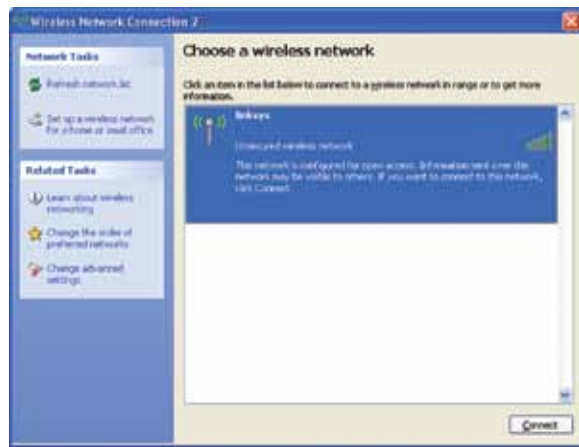 Wireless Network Connection 2
Network Tasks
Refresh network list
Set up a wireless network
for a home or small office
Related Tasks
Learn about wireless
networking
Change the order of
preferred networks
Change advanced
settings
Choose a wireless network
Click an item in the list below to connect to a wireless network in range or to get more
information.
linksys
Unsecured wireless network
This network is configured for open access. Information sent over this
network may be visible to others. If you want to connect to this network,
click Connect.
Connect